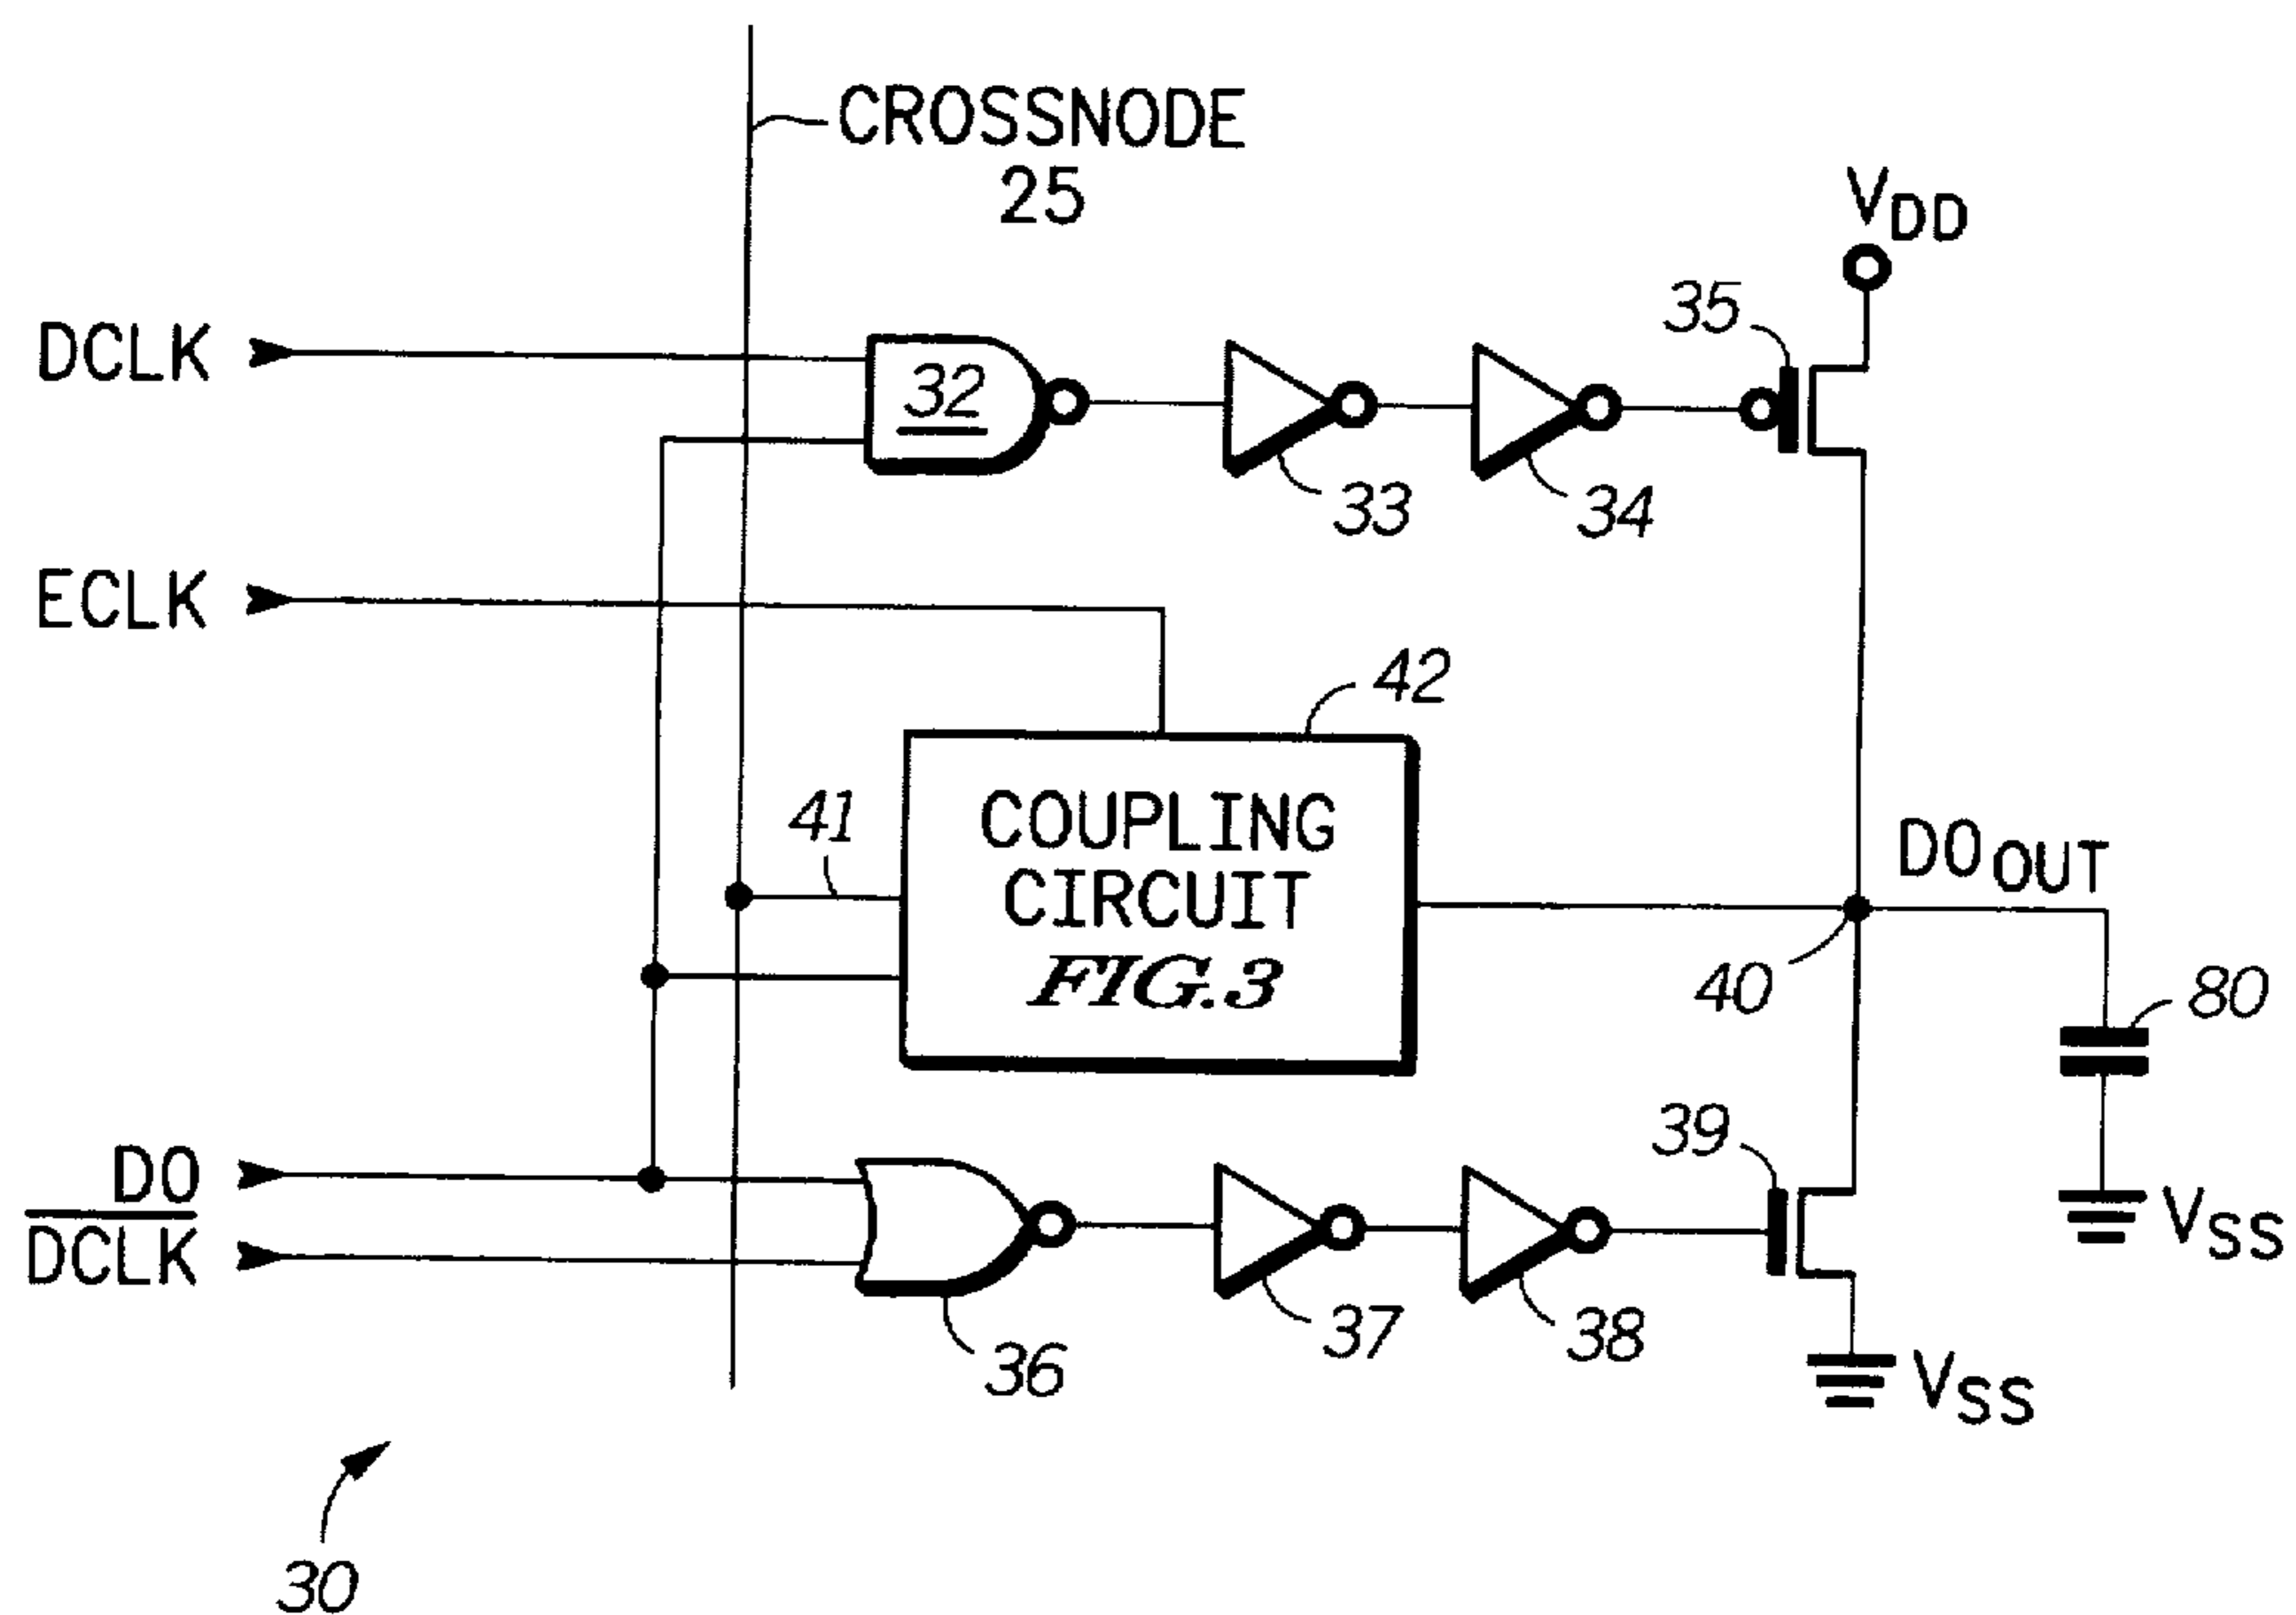 CROSSNODE
25
VDD
35
DCLK
32
33
34
ECLK
42
41
COUPLING
CIRCUIT
FIG.3
DOOUT
40
80
39
DO
VSS
D̅C̅L̅K̅
37
38
36
VSS
30